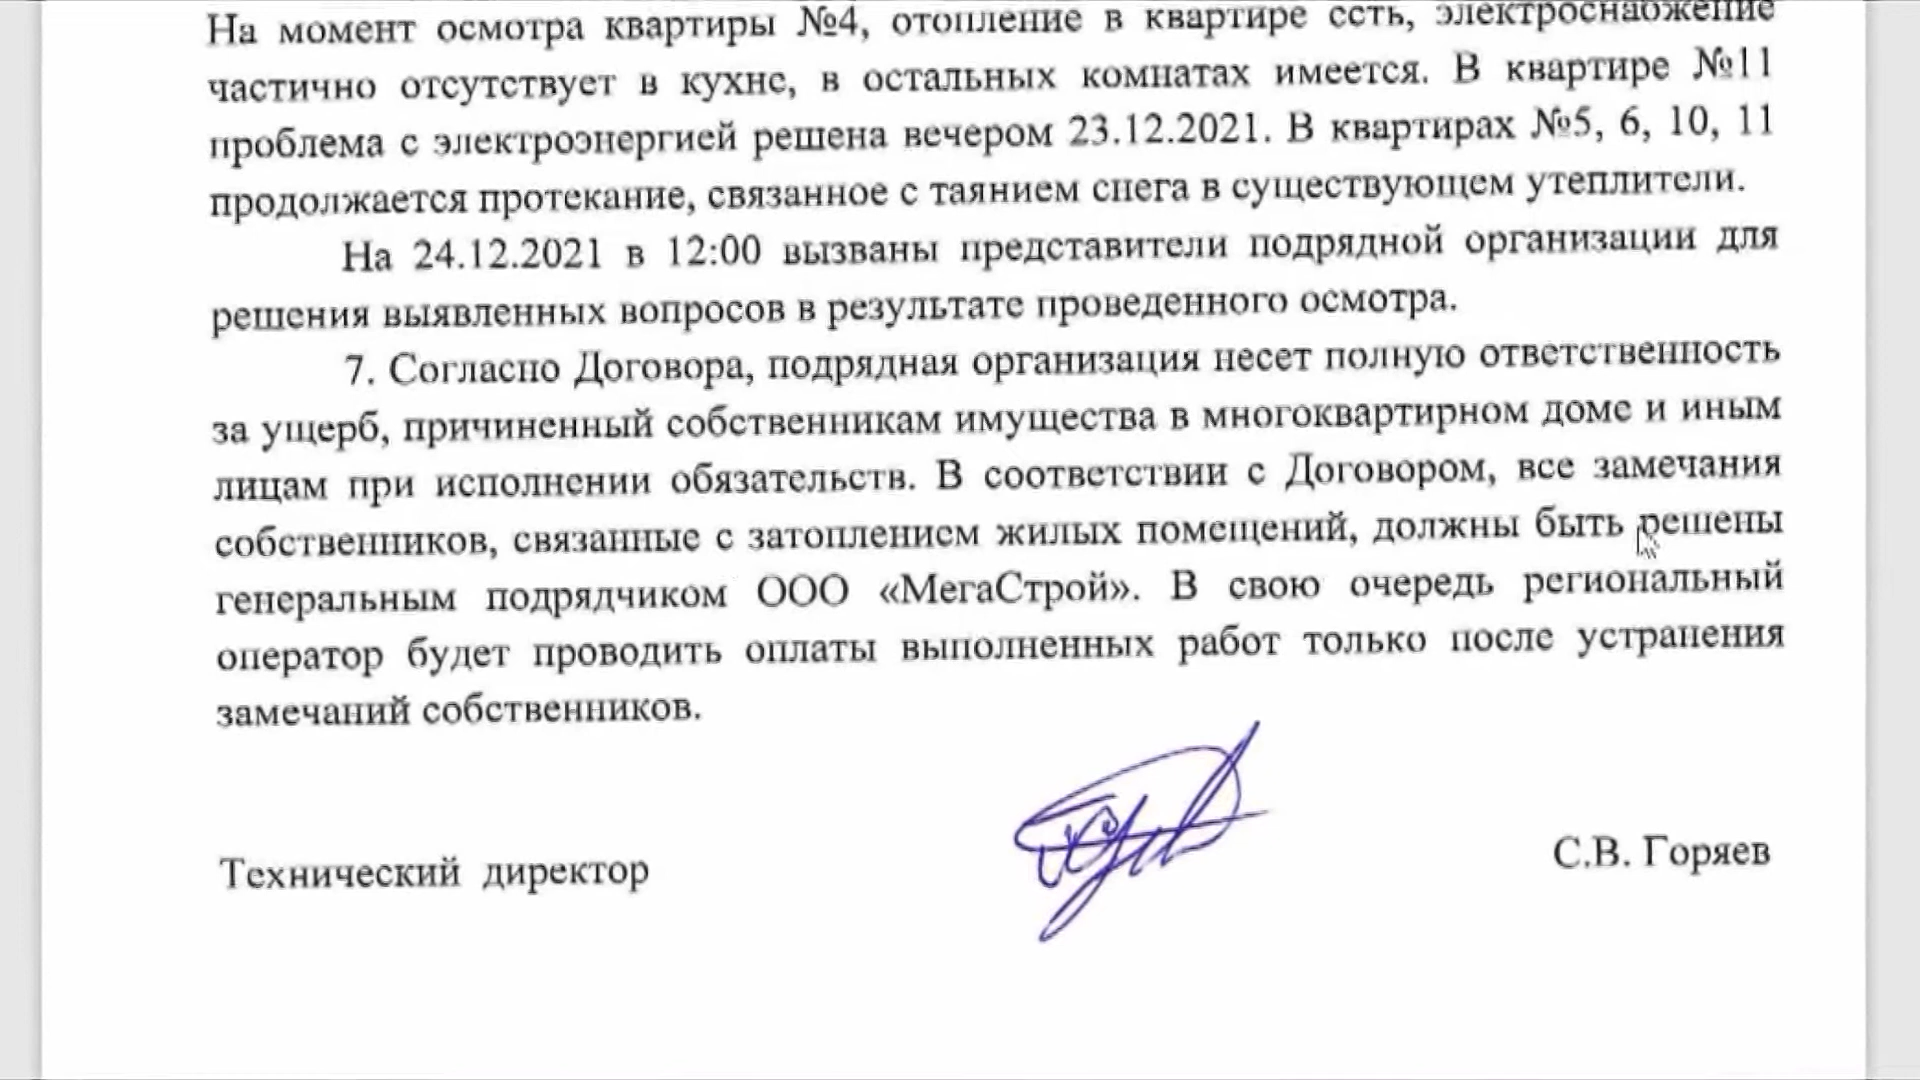 На момент осмотра квартиры №4, отопление в квартире есть, электроснабжение
частично отсутствует в кухне, в остальных комнатах имеется. В квартире №11
проблема с электроэнергией решена вечером 23.12.2021. В квартирах №5, 6, 10, 11
продолжается протекание, связанное с таянием снега в существующем утеплители.
На 24.12.2021 в 12:00 вызваны представители подрядной организации для
решения выявленных вопросов в результате проведенного осмотра.
7. Согласно Договора, подрядная организация несет полную ответственность
за ущерб, причиненный собственникам имущества в многоквартирном доме и иным
лицам при исполнении обязательств. В соответствии с Договором, все замечания
собственников, связанные с затоплением жилых помещений, должны быть решены
генеральным подрядчиком ООО «МегаСтрой». В свою очередь региональный
оператор будет проводить оплаты выполненных работ только после устранения
замечаний собственников.
Технический директор
С.В. Горяев